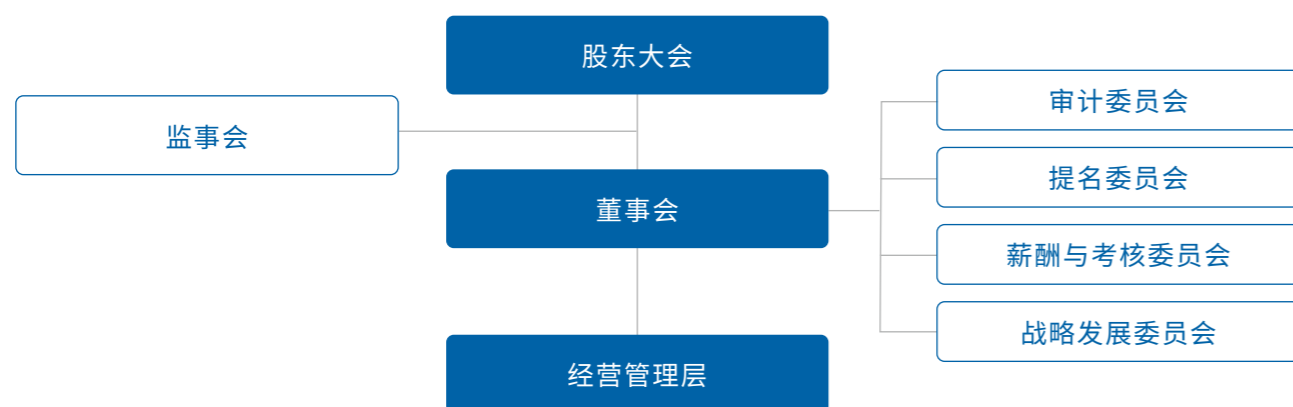 股东大会
监事会
董事会
审计委员会
提名委员会
薪酬与考核委员会
战略发展委员会
经营管理层